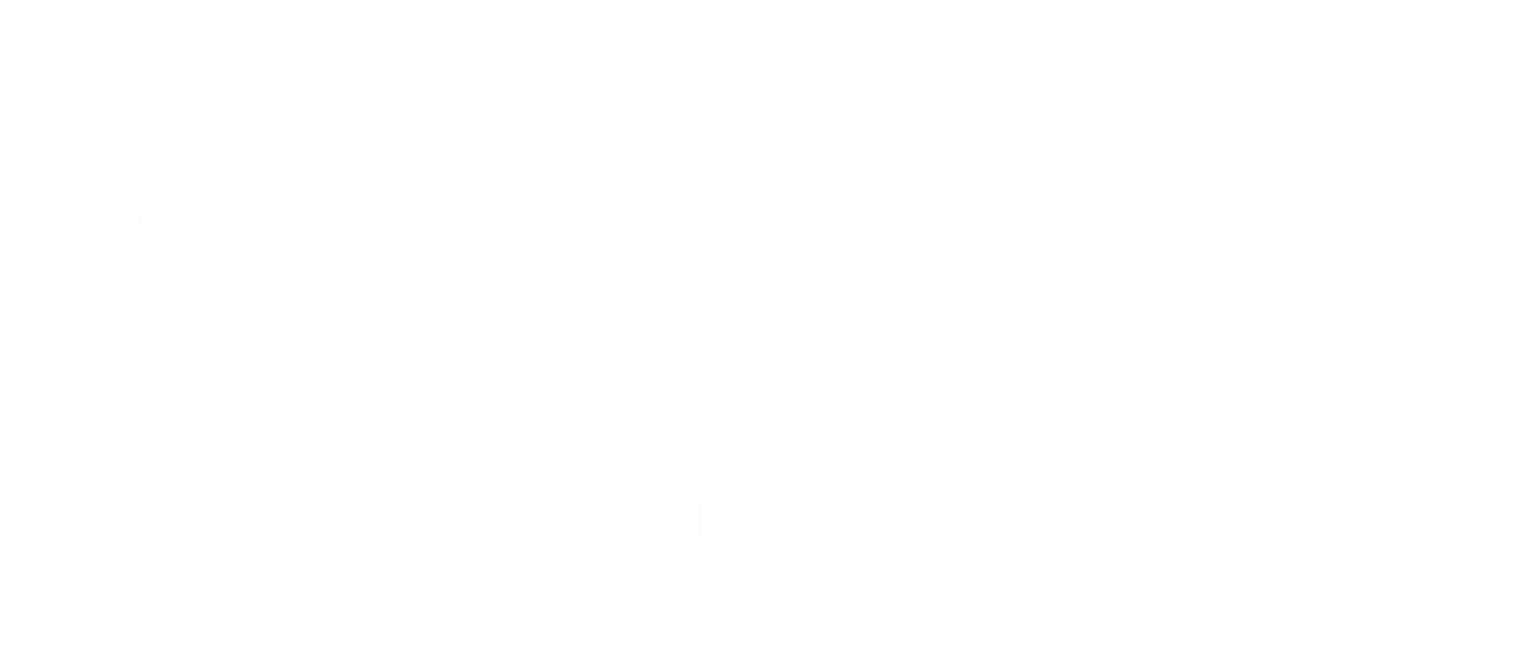 1870
STEVENS
INSTITUTE of TECHNOLOGY
THE INNOVATION UNIVERSITY